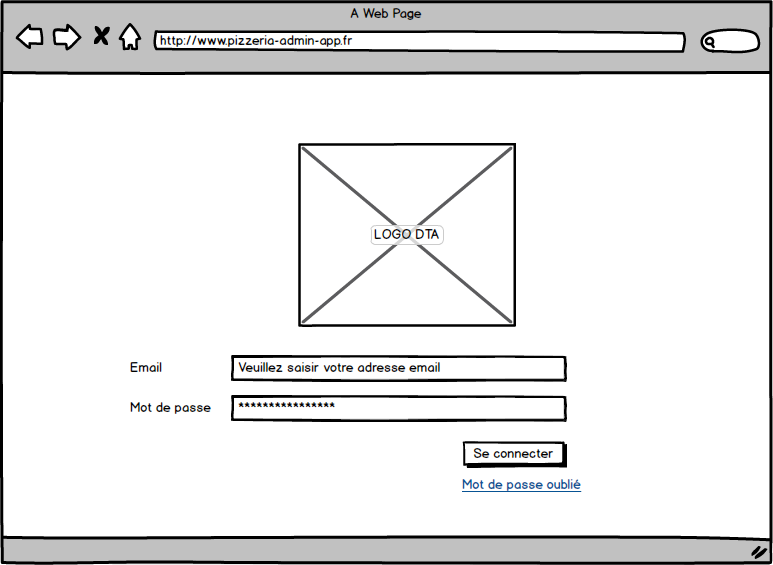 A Web Page
http://www.pizzeria-admin-app.fr
LOGO DTA
Email
Veuillez saisir votre adresse email
Mot de passe
****************
Se connecter
Mot de passe oublié